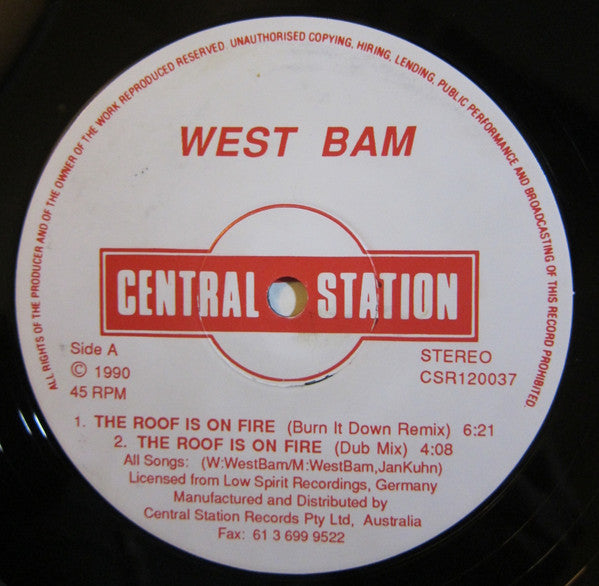 ALL RIGHTS OF THE PRODUCER AND OF THE OWNER OF THE WORK REPRODUCED RESERVED. UNAUTHORISED COPYING, HIRING, LENDING, PUBLIC PERFORMANCE AND BROADCASTING OF THIS RECORD PROHIBITED.
WEST BAM
CENTRAL STATION
Side A
© 1990
45 RPM
STEREO
CSR120037
1. THE ROOF IS ON FIRE (Burn It Down Remix) 6:21
2. THE ROOF IS ON FIRE (Dub Mix) 4:08
All Songs: (W:WestBam/M:WestBam,JanKuhn)
Licensed from Low Spirit Recordings, Germany
Manufactured and Distributed by
Central Station Records Pty Ltd, Australia
Fax: 61 3 699 9522